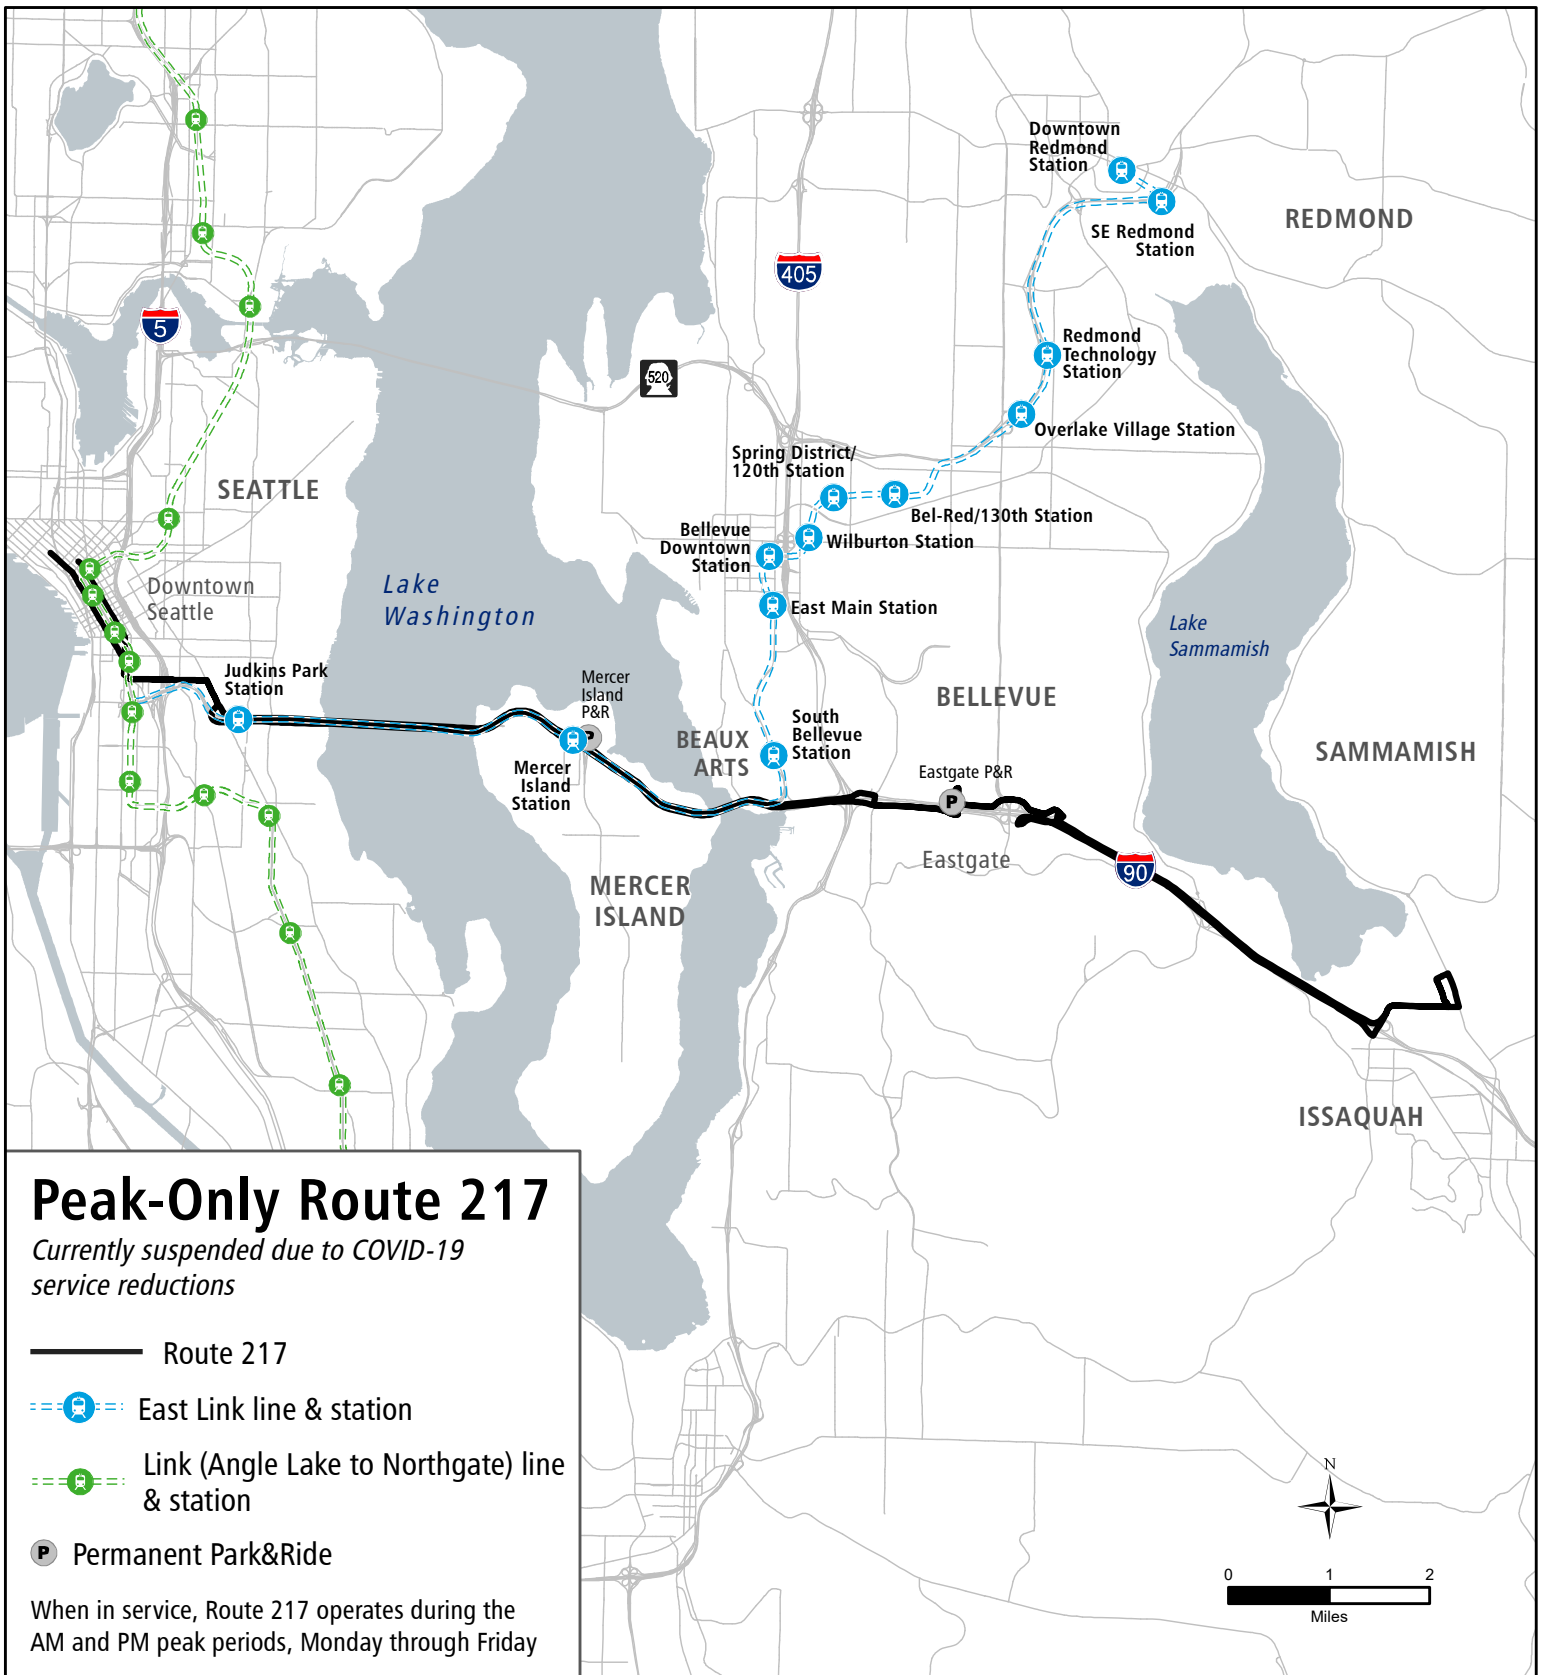 Downtown
Redmond
Station
REDMOND
SE Redmond
Station
405
5
Redmond
Technology
Station
520
Overlake Village Station
Spring District/
120th Station
SEATTLE
Bel-Red/130th Station
Bellevue
Downtown
Station
Wilburton Station
Downtown
Seattle
Lake
Washington
East Main Station
Lake
Sammamish
Judkins Park
Station
Mercer
Island
P&R
P
BELLEVUE
South
Bellevue
Station
BEAUX
ARTS
SAMMAMISH
Mercer
Island
Station
Eastgate P&R
P
Eastgate
90
MERCER
ISLAND
ISSAQUAH
Peak-Only Route 217
Currently suspended due to COVID-19
service reductions
Route 217
East Link line & station
Link (Angle Lake to Northgate) line
& station
P Permanent Park&Ride
When in service, Route 217 operates during the
AM and PM peak periods, Monday through Friday
N
0 1 2
Miles